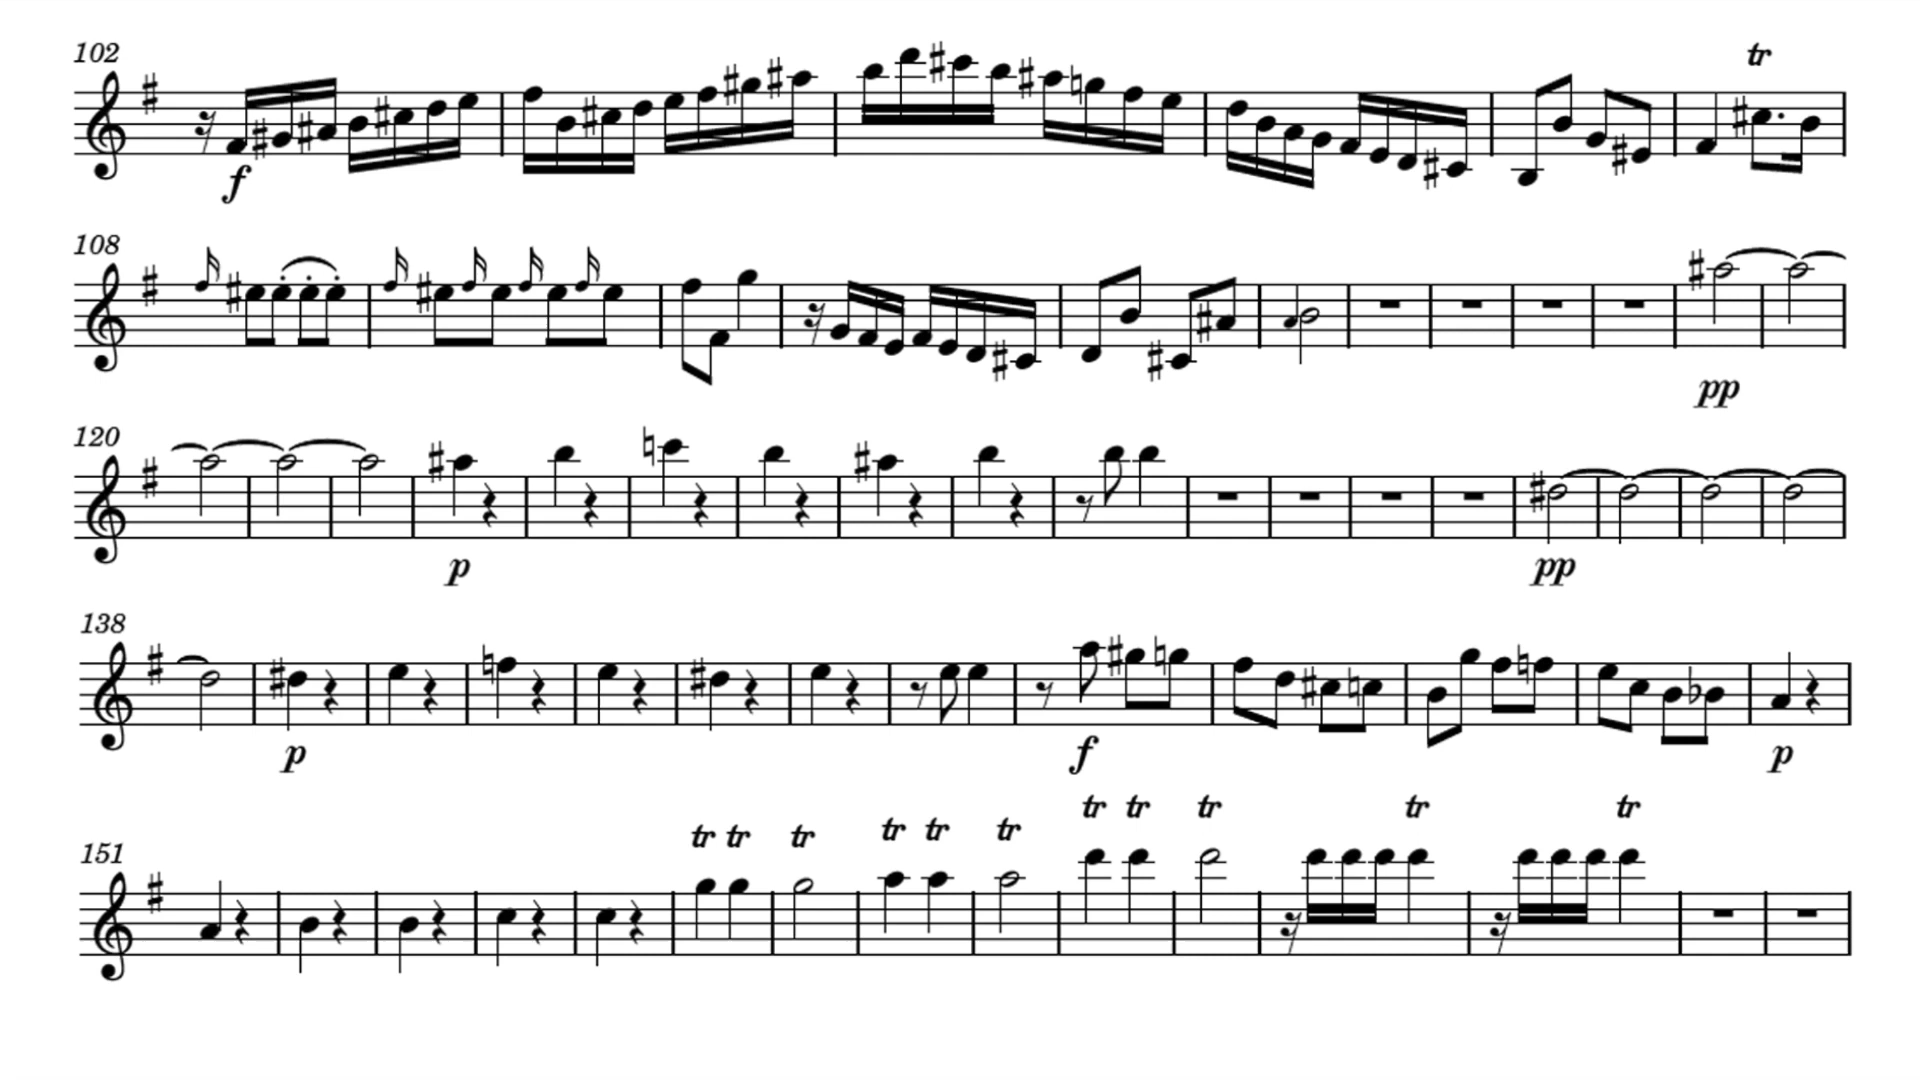 102
tr
f
108
pp
120
p
pp
138
p
f
p
tr tr tr
151
tr tr tr tr tr tr tr tr